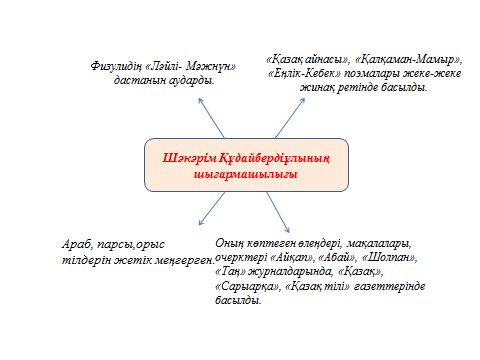 Физулидің «Ләйлі- Мәжнүн»
дастанын аударды.
«Қазақ айнасы», «Қалқаман-Мамыр»,
«Еңлік-Кебек» поэмалары жеке-жеке
жинақ ретінде басылды.
Шәкәрім Құдайбердіұлының
шығармашылығы
Араб, парсы,орыс
тілдерін жетік меңгерген.
Оның көптеген өлеңдері, мақалалары,
очерктері «Айқап», «Абай», «Шолпан»,
«Таң» журналдарында, «Қазақ»,
«Сарыарқа», «Қазақ тілі» газеттерінде
басылды.